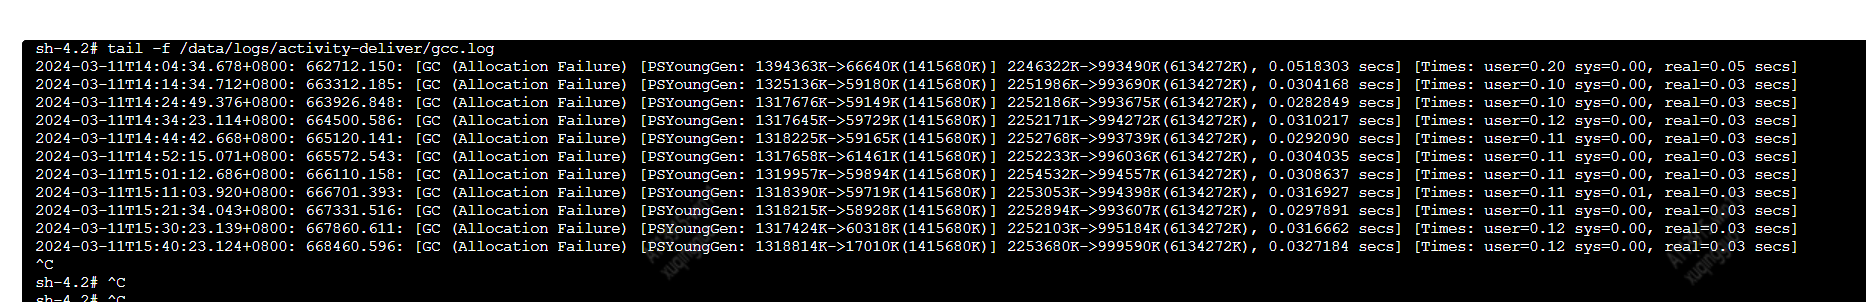 sh-4.2# tail -f /data/logs/activity-deliver/gcc.log
2024-03-11T14:04:34.678+0800: 662712.150: [GC (Allocation Failure) [PSYoungGen: 1394363K->66640K(1415680K)] 2246322K->993490K(6134272K), 0.0518303 secs] [Times: user=0.20 sys=0.00, real=0.05 secs]
2024-03-11T14:14:34.712+0800: 663312.185: [GC (Allocation Failure) [PSYoungGen: 1325136K->59180K(1415680K)] 2251986K->993690K(6134272K), 0.0304168 secs] [Times: user=0.10 sys=0.00, real=0.03 secs]
2024-03-11T14:24:49.376+0800: 663926.848: [GC (Allocation Failure) [PSYoungGen: 1317676K->59149K(1415680K)] 2252186K->993675K(6134272K), 0.0282849 secs] [Times: user=0.10 sys=0.00, real=0.03 secs]
2024-03-11T14:34:23.114+0800: 664500.586: [GC (Allocation Failure) [PSYoungGen: 1317645K->59729K(1415680K)] 2252171K->994272K(6134272K), 0.0310217 secs] [Times: user=0.12 sys=0.00, real=0.03 secs]
2024-03-11T14:44:42.668+0800: 665120.141: [GC (Allocation Failure) [PSYoungGen: 1318225K->59165K(1415680K)] 2252768K->993739K(6134272K), 0.0292090 secs] [Times: user=0.11 sys=0.00, real=0.03 secs]
2024-03-11T14:52:15.071+0800: 665572.543: [GC (Allocation Failure) [PSYoungGen: 1317658K->61461K(1415680K)] 2252233K->996036K(6134272K), 0.0304035 secs] [Times: user=0.11 sys=0.00, real=0.03 secs]
2024-03-11T15:01:12.686+0800: 666110.158: [GC (Allocation Failure) [PSYoungGen: 1319957K->59894K(1415680K)] 2254532K->994557K(6134272K), 0.0308637 secs] [Times: user=0.11 sys=0.00, real=0.03 secs]
2024-03-11T15:11:03.920+0800: 666701.393: [GC (Allocation Failure) [PSYoungGen: 1318390K->59719K(1415680K)] 2253053K->994398K(6134272K), 0.0316927 secs] [Times: user=0.11 sys=0.01, real=0.03 secs]
2024-03-11T15:21:34.043+0800: 667331.516: [GC (Allocation Failure) [PSYoungGen: 1318215K->58928K(1415680K)] 2252894K->993607K(6134272K), 0.0297891 secs] [Times: user=0.11 sys=0.00, real=0.03 secs]
2024-03-11T15:30:23.139+0800: 667860.611: [GC (Allocation Failure) [PSYoungGen: 1317424K->60318K(1415680K)] 2252103K->995184K(6134272K), 0.0316662 secs] [Times: user=0.12 sys=0.00, real=0.03 secs]
2024-03-11T15:40:23.124+0800: 668460.596: [GC (Allocation Failure) [PSYoungGen: 1318814K->17010K(1415680K)] 2253680K->999590K(6134272K), 0.0327184 secs] [Times: user=0.12 sys=0.00, real=0.03 secs]
^C
sh-4.2# ^C
sh-4.2# ^C